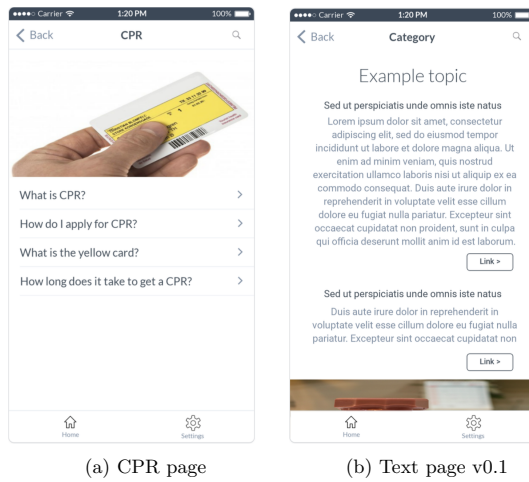 Carrier 1:20 PM 100%
Back CPR
What is CPR?
How do I apply for CPR?
What is the yellow card?
How long does it take to get a CPR?
Home Settings
(a) CPR page
Carrier 1:20 PM 100%
Back Category
Example topic
Sed ut perspiciatis unde omnis iste natus
Lorem ipsum dolor sit amet, consectetur
adipiscing elit, sed do eiusmod tempor
incididunt ut labore et dolore magna aliqua. Ut
enim ad minim veniam, quis nostrud
exercitation ullamco laboris nisi ut aliquip ex ea
commodo consequat. Duis aute irure dolor in
reprehenderit in voluptate velit esse cillum
dolore eu fugiat nulla pariatur. Excepteur sint
occaecat cupidatat non proident, sunt in culpa
qui officia deserunt mollit anim id est laborum.
Link >
Sed ut perspiciatis unde omnis iste natus
Duis aute irure dolor in reprehenderit in
voluptate velit esse cillum dolore eu fugiat nulla
pariatur. Excepteur sint occaecat cupidatat non
Link >
Home Settings
(b) Text page v0.1